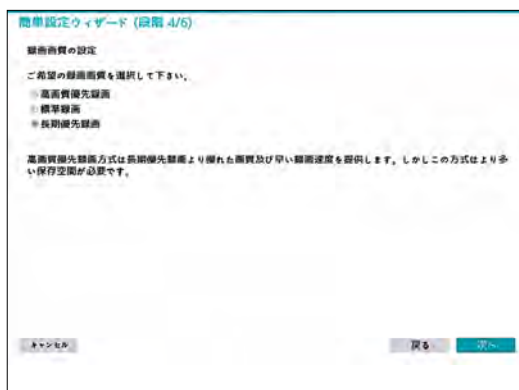 簡単設定ウィザード (段階 4/6)
録画画質の設定
ご希望の録画画質を選択して下さい。
高画質優先録画
標準録画
長期優先録画
高画質優先録画方式は長期優先録画より優れた画質及び早い録画速度を提供します。しかしこの方式はより多
い保存空間が必要です。
キャンセル
戻る
次へ